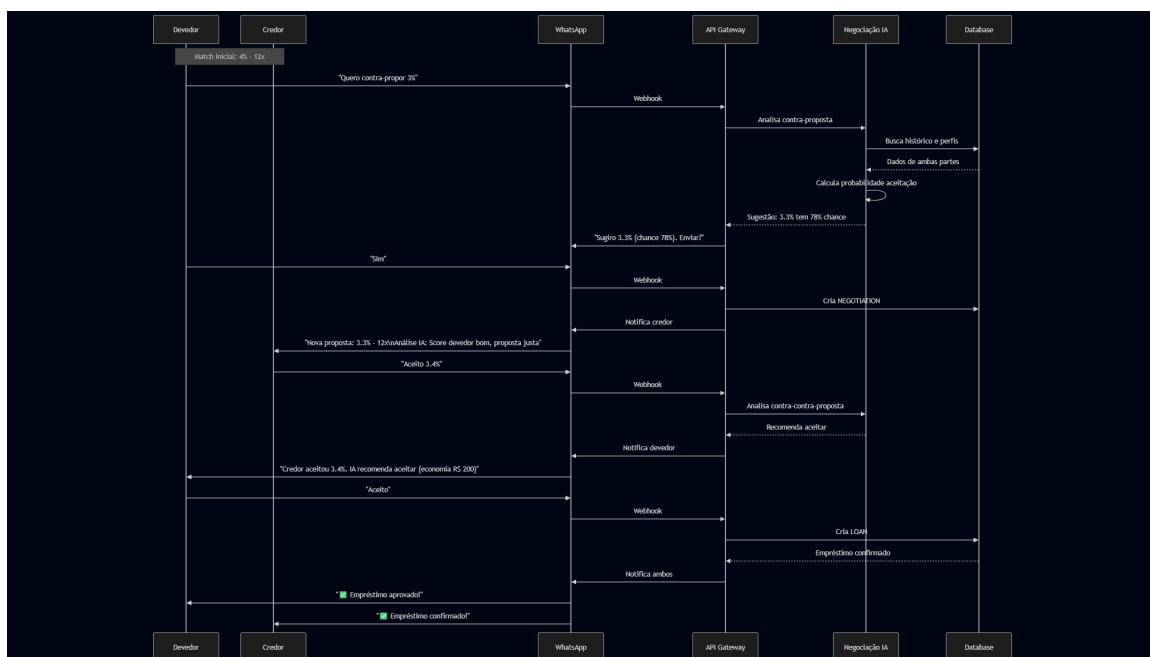 Devedor
Credor
WhatsApp
API Gateway
Negociação IA
Database
Match inicial: 4% - 12x
"Quero contra-propor 3%"
Webhook
Analisa contra-proposta
Busca histórico e perfis
Dados de ambas partes
Calcula probabilidade aceitação
Sugestão: 3.3% tem 78% chance
"Sugiro 3.3% (chance 78%). Enviar?"
"Sim"
Webhook
Cria NEGOTIATION
Notifica credor
"Nova proposta: 3.3% - 12x\nAnálise IA: Score devedor bom, proposta justa"
"Aceito 3.4%"
Webhook
Analisa contra-contra-proposta
Recomenda aceitar
Notifica devedor
"Credor aceitou 3.4%. IA recomenda aceitar (economia R$ 200)"
"Aceito"
Webhook
Cria LOAN
Empréstimo confirmado
Notifica ambos
"✅ Empréstimo aprovado!"
"✅ Empréstimo confirmado!"
Devedor
Credor
WhatsApp
API Gateway
Negociação IA
Database